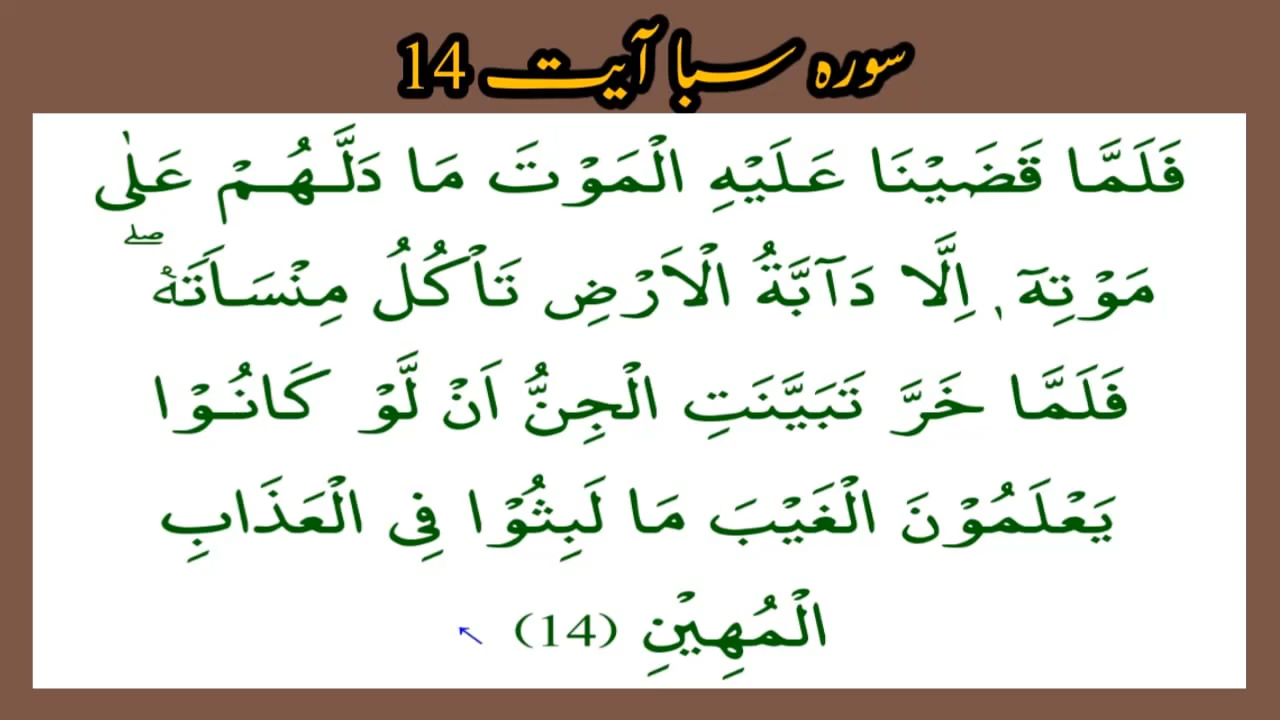 سورہ سبا آیت 14
فَلَمَّا قَضَيْنَا عَلَيْهِ الْمَوْتَ مَا دَلَّهُمْ عَلٰى
مَوْتِهٖۤ اِلَّا دَآبَّةُ الْاَرْضِ تَاْكُلُ مِنْسَاَتَهٗ ۖ
فَلَمَّا خَرَّ تَبَيَّنَتِ الْجِنُّ اَنْ لَّوْ كَانُوْا
يَعْلَمُوْنَ الْغَيْبَ مَا لَبِثُوْا فِى الْعَذَابِ
الْمُهِيْنِ (14)